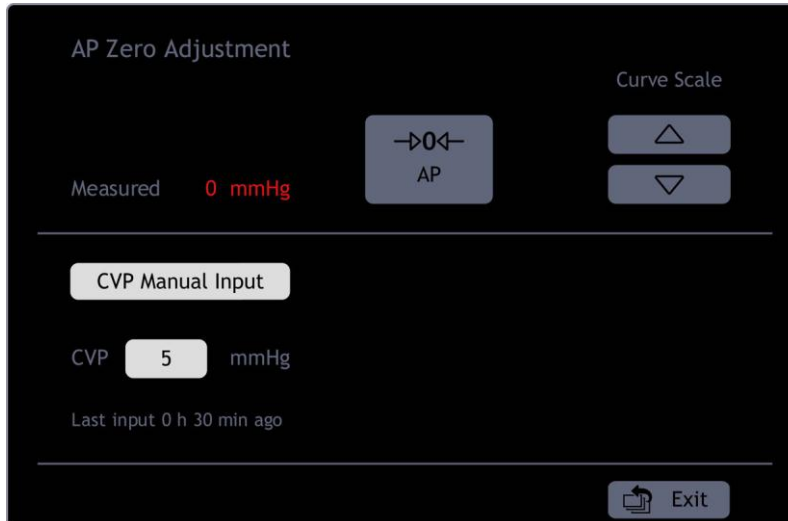 AP Zero Adjustment
Curve Scale
0
AP
Measured 0 mmHg
CVP Manual Input
CVP 5 mmHg
Last input 0 h 30 min ago
Exit